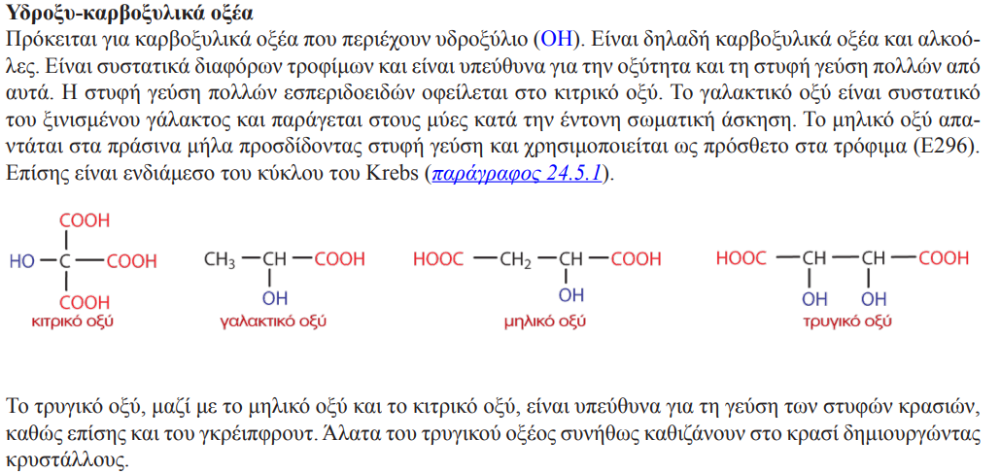 Υδροξυ-καρβοξυλικά οξέα
Πρόκειται για καρβοξυλικά οξέα που περιέχουν υδροξύλιο (OH). Είναι δηλαδή καρβοξυλικά οξέα και αλκοό-
λες. Είναι συστατικά διαφόρων τροφίμων και είναι υπεύθυνα για την οξύτητα και τη στυφή γεύση πολλών από
αυτά. Η στυφή γεύση πολλών εσπεριδοειδών οφείλεται στο κιτρικό οξύ. Το γαλακτικό οξύ είναι συστατικό
του ξινισμένου γάλακτος και παράγεται στους μύες κατά την έντονη σωματική άσκηση. Το μηλικό οξύ απα-
ντάται στα πράσινα μήλα προσδίδοντας στυφή γεύση και χρησιμοποιείται ως πρόσθετο στα τρόφιμα (E296).
Επίσης είναι ενδιάμεσο του κύκλου του Krebs (παράγραφος 24.5.1).
COOH
HO — C — COOH
COOH
κιτρικό οξύ
CH₃ — CH — COOH
OH
γαλακτικό οξύ
HOOC — CH₂ — CH — COOH
OH
μηλικό οξύ
HOOC — CH — CH — COOH
OH OH
τρυγικό οξύ
Το τρυγικό οξύ, μαζί με το μηλικό οξύ και το κιτρικό οξύ, είναι υπεύθυνα για τη γεύση των στυφών κρασιών,
καθώς επίσης και του γκρέιπφρουτ. Άλατα του τρυγικού οξέος συνήθως καθιζάνουν στο κρασί δημιουργώντας
κρυστάλλους.